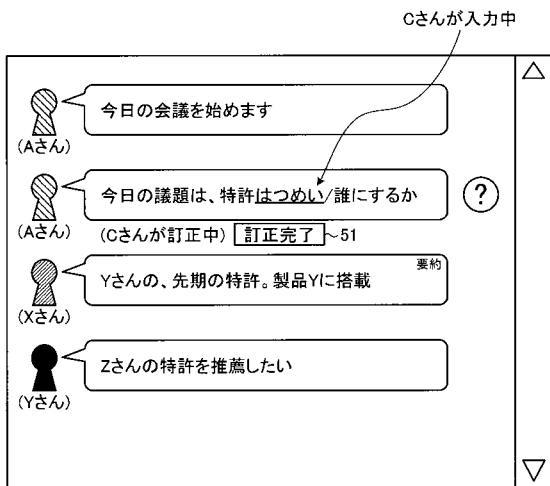 Cさんが入力中
今日の会議を始めます
(Aさん)
今日の議題は、特許はつめい/誰にするか
?
(Aさん)
(Cさんが訂正中) 訂正完了 ~51
要約
Yさんの、先期の特許。製品Yに搭載
(Xさん)
Zさんの特許を推薦したい
(Yさん)